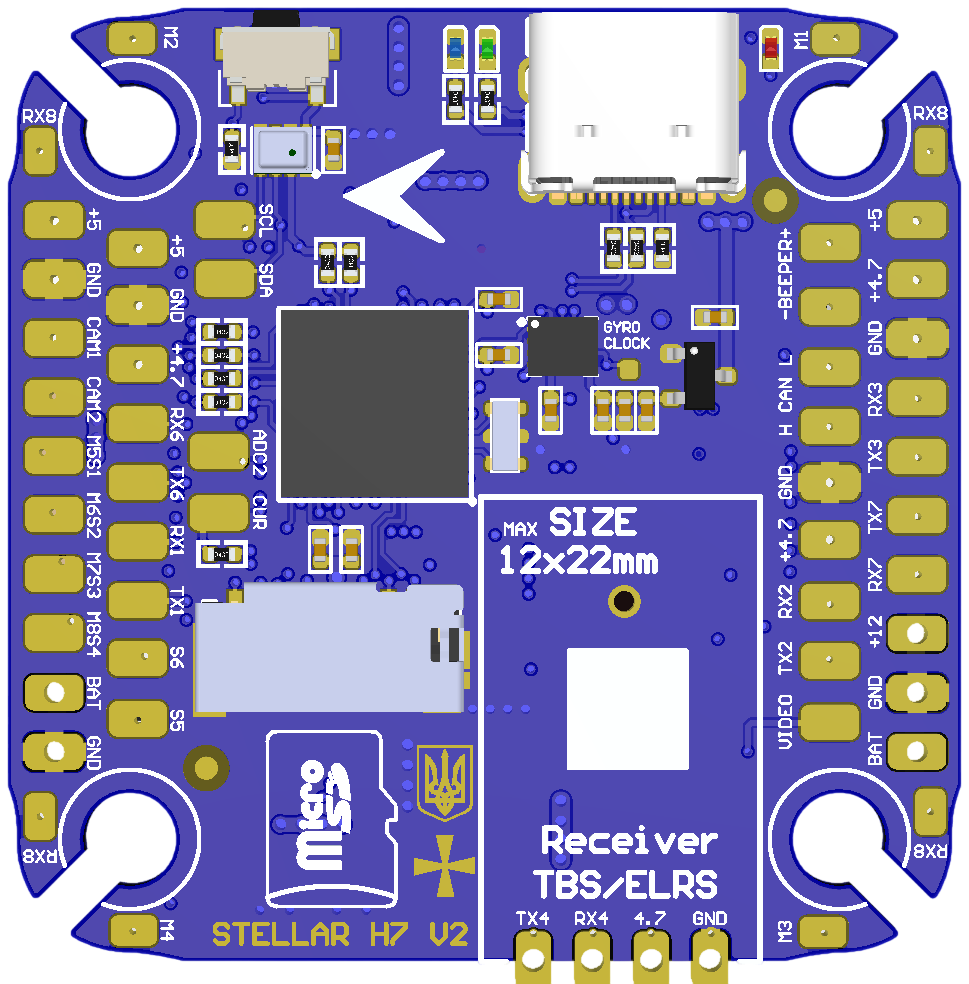 M2
M1
RX8
RX8
+5
GND
CAM1
CAM2
M5S1
M6S2
M7S3
M8S4
BAT
GND
+5
GND
+4.7
RX6
TX6
RX1
TX1
S6
S5
SCL
SDA
ADC2
CUR
GYRO
CLOCK
-BEEPER+
H CAN L
GND
+4.7
RX2
TX2
VIDEO
+5
+4.7
GND
RX3
TX3
TX7
RX7
+12
GND
BAT
MAX SIZE
12x22mm
Micro
SD
Receiver
TBS/ELRS
TX4 RX4 4.7 GND
RX8
RX8
M4
M3
STELLAR H7 V2